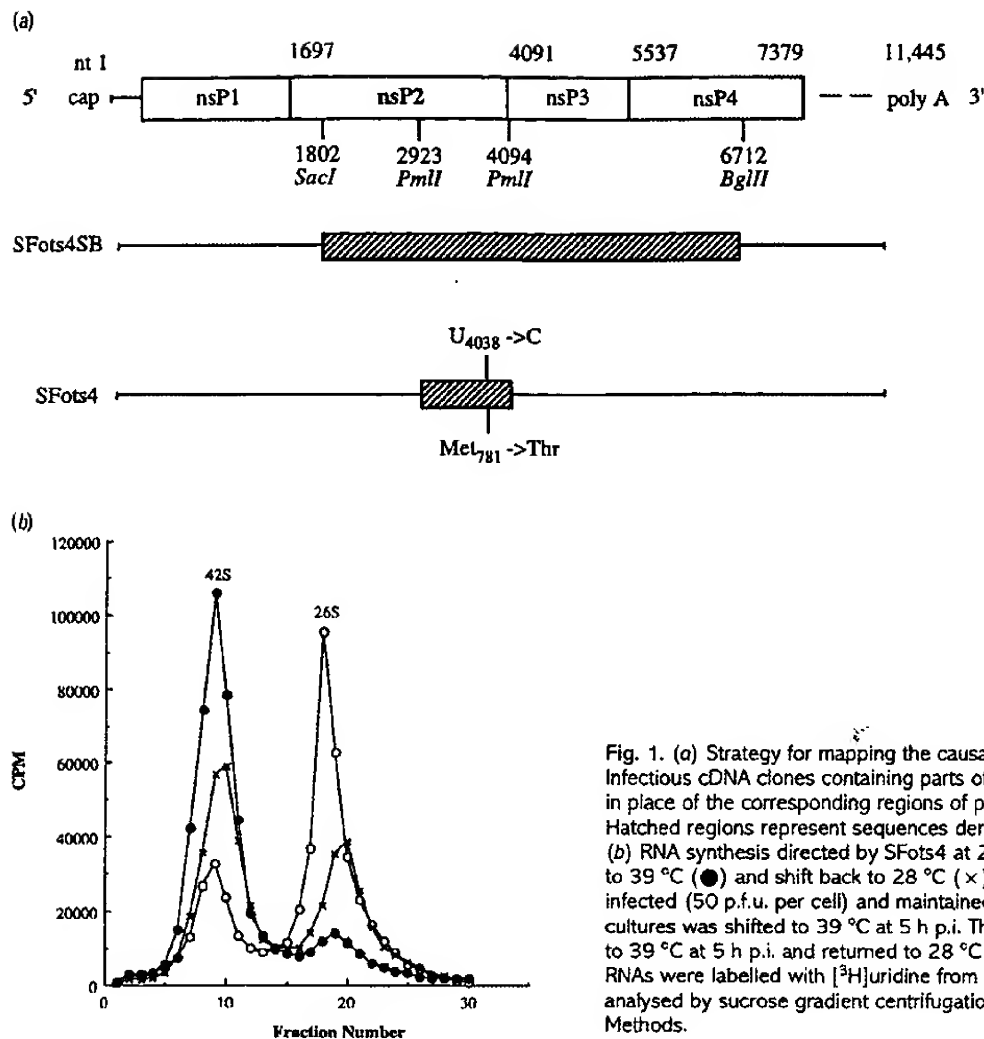 (a)
1697 4091 5537 7379 11,445
nt 1
5' cap nsP1 nsP2 nsP3 nsP4 poly A 3'
1802 2923 4094 6712
SacI PmlI PmlI BglII
SFots4SB
U4038 ->C
SFots4
Met781 ->Thr
(b)
120000
42S
100000
26S
80000
60000
40000
20000
0
0 10 20 30
CPM
Fraction Number
Fig. 1. (a) Strategy for mapping the causa
Infectious cDNA clones containing parts of
in place of the corresponding regions of p
Hatched regions represent sequences der
(b) RNA synthesis directed by SFots4 at 2
to 39 °C (●) and shift back to 28 °C (×)
infected (50 p.f.u. per cell) and maintained
cultures was shifted to 39 °C at 5 h p.i. Th
to 39 °C at 5 h p.i. and returned to 28 °C
RNAs were labelled with [³H]uridine from
analysed by sucrose gradient centrifugatio
Methods.